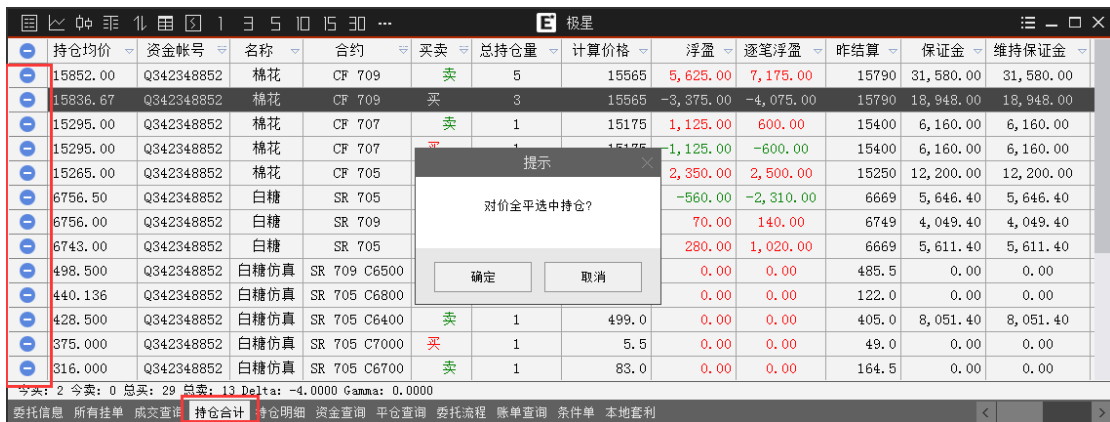 1 3 5 10 15 30 ··· E 极星
持仓均价 资金帐号 名称 合约 买卖 总持仓量 计算价格 浮盈 逐笔浮盈 昨结算 保证金 维持保证金
15852.00 Q342348852 棉花 CF 709 卖 5 15565 5,625.00 7,175.00 15790 31,580.00 31,580.00
15836.67 Q342348852 棉花 CF 709 买 3 15565 -3,375.00 -4,075.00 15790 18,948.00 18,948.00
15295.00 Q342348852 棉花 CF 707 卖 1 15175 1,125.00 600.00 15400 6,160.00 6,160.00
15295.00 Q342348852 棉花 CF 707 -1,125.00 -600.00 15400 6,160.00 6,160.00
提示
15265.00 Q342348852 棉花 CF 705 2,350.00 2,500.00 15250 12,200.00 12,200.00
6756.50 Q342348852 白糖 SR 705 -560.00 -2,310.00 6669 5,646.40 5,646.40
对价全平选中持仓?
6756.00 Q342348852 白糖 SR 709 70.00 140.00 6749 4,049.40 4,049.40
6743.00 Q342348852 白糖 SR 705 280.00 1,020.00 6669 5,611.40 5,611.40
498.500 Q342348852 白糖仿真 SR 709 C6500 0.00 0.00 485.5 0.00 0.00
确定 取消
440.136 Q342348852 白糖仿真 SR 705 C6800 0.00 0.00 122.0 0.00 0.00
428.500 Q342348852 白糖仿真 SR 705 C6400 卖 1 499.0 0.00 0.00 405.0 8,051.40 8,051.40
375.000 Q342348852 白糖仿真 SR 705 C7000 买 1 5.5 0.00 0.00 49.0 0.00 0.00
316.000 Q342348852 白糖仿真 SR 705 C6700 卖 1 83.0 0.00 0.00 164.5 0.00 0.00
今买: 2 今卖: 0 总买: 29 总卖: 13 Delta: -4.0000 Gamma: 0.0000
委托信息 所有挂单 成交查询 持仓合计 持仓明细 资金查询 平仓查询 委托流程 账单查询 条件单 本地套利